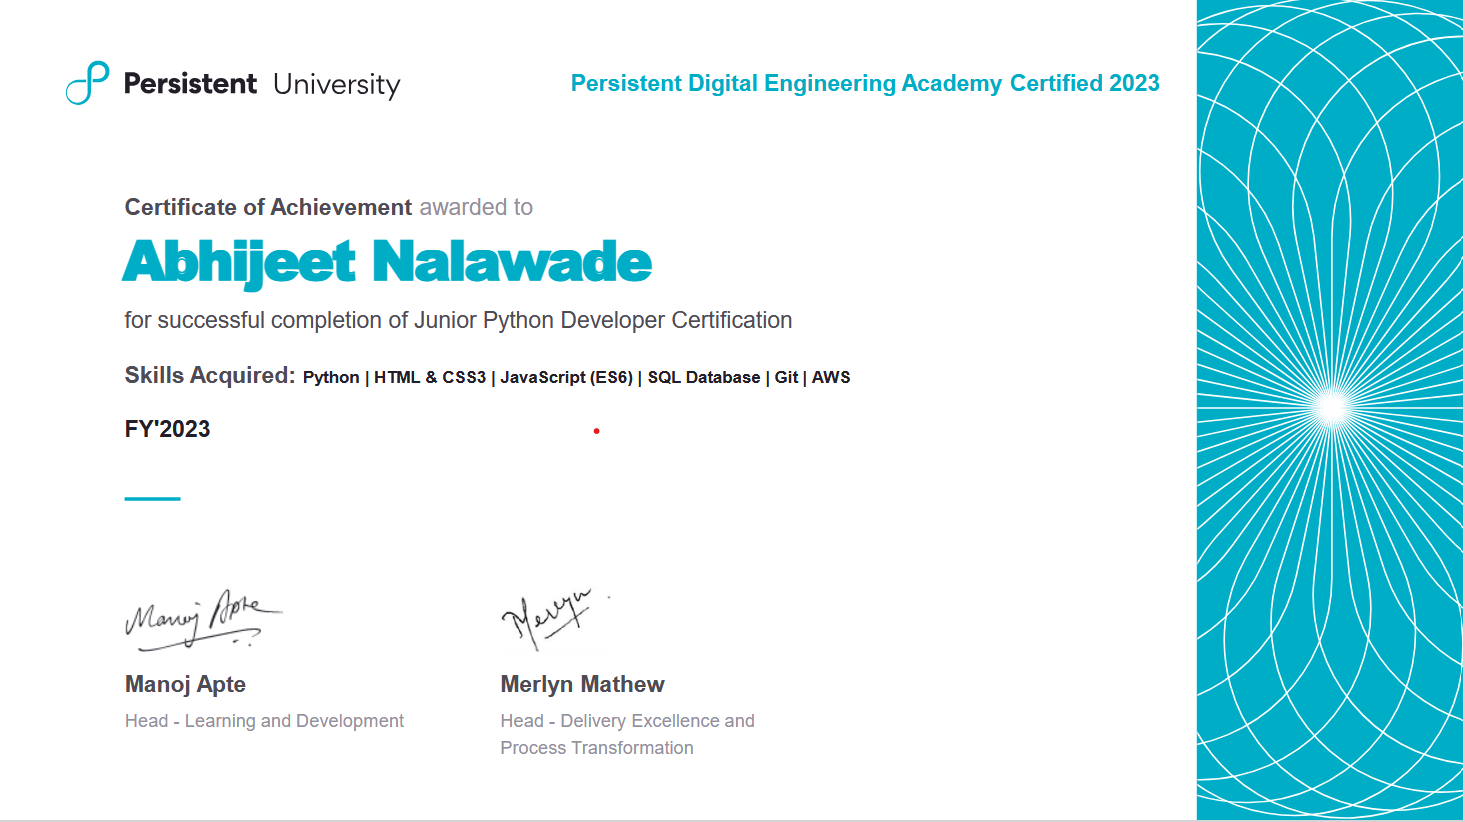 Persistent University
Persistent Digital Engineering Academy Certified 2023
Certificate of Achievement awarded to
Abhijeet Nalawade
for successful completion of Junior Python Developer Certification
Skills Acquired: Python | HTML & CSS3 | JavaScript (ES6) | SQL Database | Git | AWS
FY'2023
Manoj Apte
Merlyn
Manoj Apte
Head - Learning and Development
Merlyn Mathew
Head - Delivery Excellence and
Process Transformation